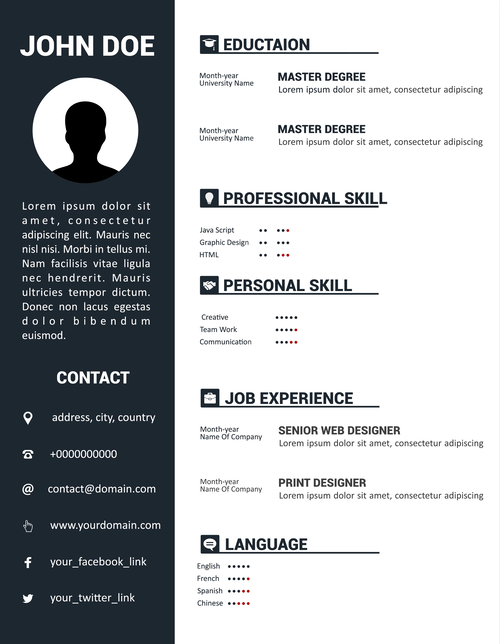 JOHN DOE
Lorem ipsum dolor sit
amet, consectetur
adipiscing elit. Mauris nec
nisl nisi. Morbi in tellus mi.
Nam facilisis vitae ligula
nec hendrerit. Mauris
ultricies tempor dictum.
Donec non lacus egestas
dolor bibendum
euismod.
CONTACT
address, city, country
+0000000000
contact@domain.com
www.yourdomain.com
your_facebook_link
your_twitter_link
EDUCTAION
Month-year
University Name
MASTER DEGREE
Lorem ipsum dolor sit amet, consectetur adipiscing
Month-year
University Name
MASTER DEGREE
Lorem ipsum dolor sit amet, consectetur adipiscing
PROFESSIONAL SKILL
Java Script
Graphic Design
HTML
PERSONAL SKILL
Creative
Team Work
Communication
JOB EXPERIENCE
Month-year
Name Of Company
SENIOR WEB DESIGNER
Lorem ipsum dolor sit amet, consectetur adipiscing
Month-year
Name Of Company
PRINT DESIGNER
Lorem ipsum dolor sit amet, consectetur adipiscing
LANGUAGE
English
French
Spanish
Chinese